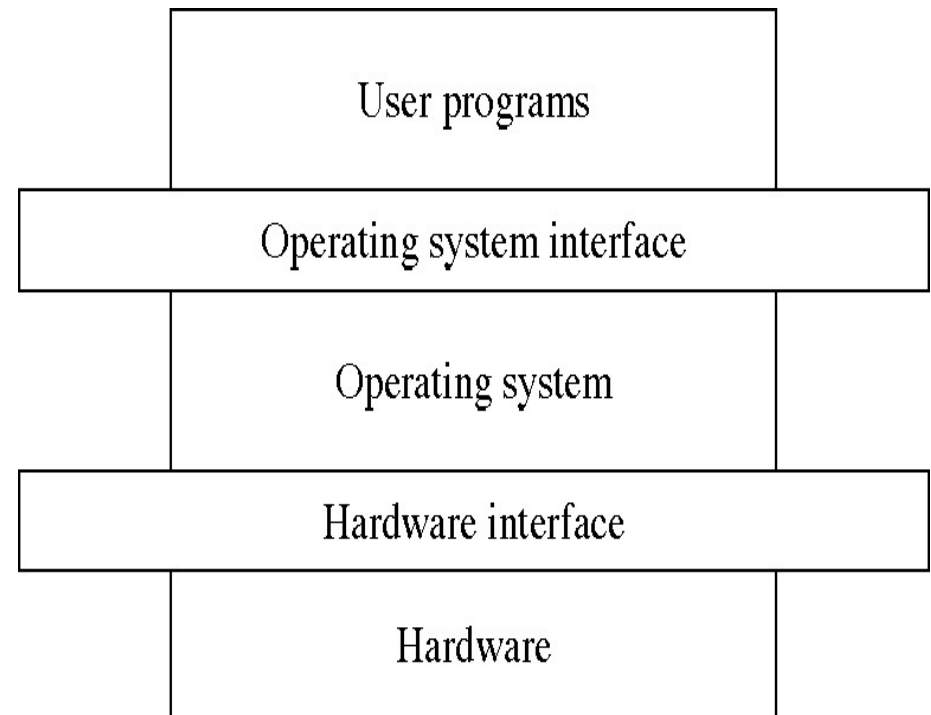 User programs
Operating system interface
Operating system
Hardware interface
Hardware